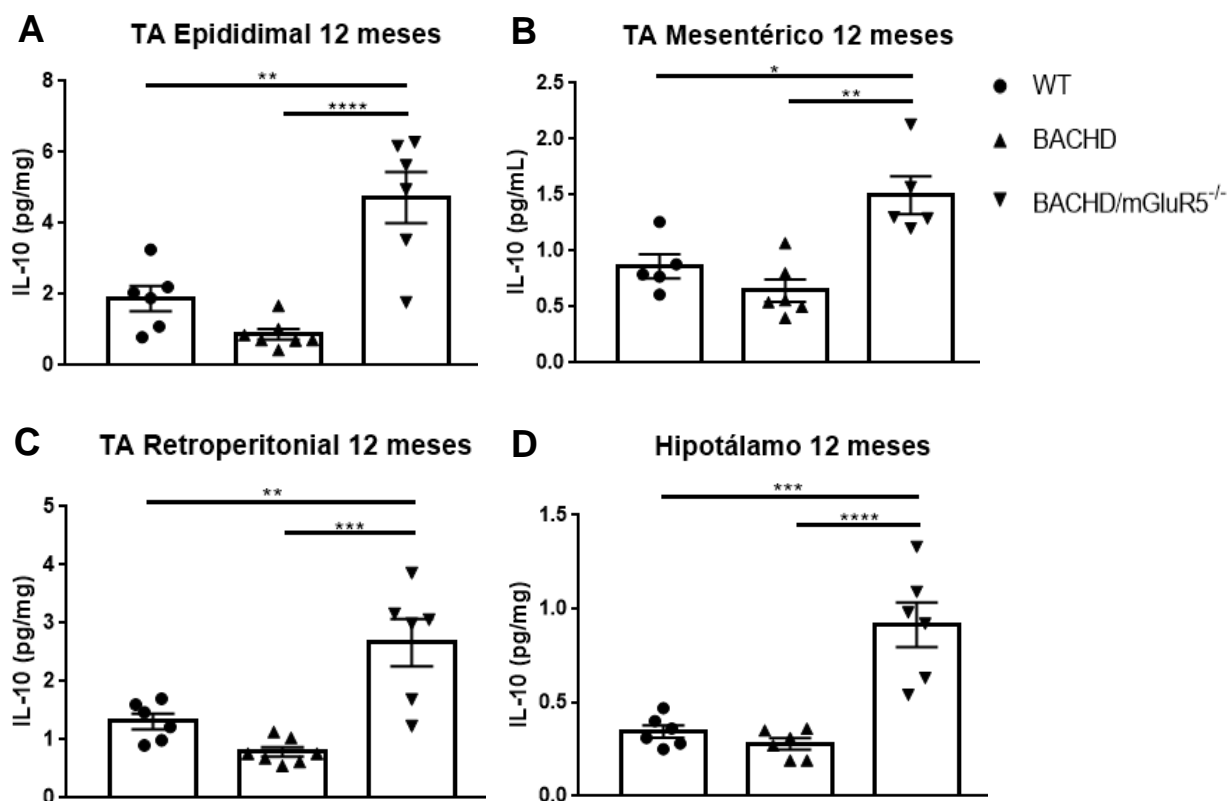 A
TA Epididimal 12 meses
IL-10 (pg/mg)
8
6
4
2
0
**
****
B
TA Mesentérico 12 meses
IL-10 (pg/mL)
2.5
2.0
1.5
1.0
0.5
0.0
*
**
WT
BACHD
BACHD/mGluR5-/-
C
TA Retroperitonial 12 meses
IL-10 (pg/mg)
5
4
3
2
1
0
**
***
D
Hipotálamo 12 meses
IL-10 (pg/mg)
1.5
1.0
0.5
0.0
***
****